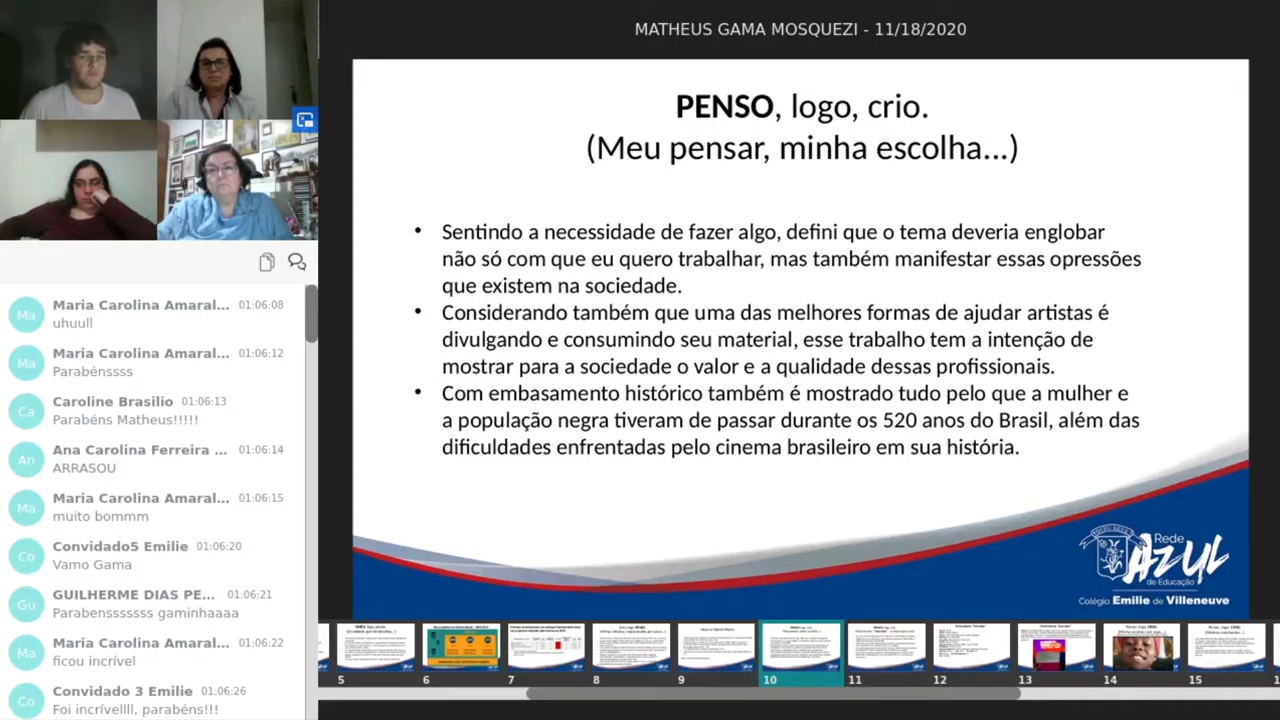 MATHEUS GAMA MOSQUEZI - 11/18/2020
PENSO, logo, crio.
(Meu pensar, minha escolha...)
• Sentindo a necessidade de fazer algo, defini que o tema deveria englobar
não só com que eu quero trabalhar, mas também manifestar essas opressões
que existem na sociedade.
• Considerando também que uma das melhores formas de ajudar artistas é
divulgando e consumindo seu material, esse trabalho tem a intenção de
mostrar para a sociedade o valor e a qualidade dessas profissionais.
• Com embasamento histórico também é mostrado tudo pelo que a mulher e
a população negra tiveram de passar durante os 520 anos do Brasil, além das
dificuldades enfrentadas pelo cinema brasileiro em sua história.
Rede
AZUL
de Educação
Colégio Emilie de Villeneuve
Ma
Maria Carolina Amaral... 01:06:08
uhuull
Ma
Maria Carolina Amaral... 01:06:12
Parabénssss
Ca
Caroline Brasilio 01:06:13
Parabéns Matheus!!!!!
An
Ana Carolina Ferreira ... 01:06:14
ARRASOU
Ma
Maria Carolina Amaral... 01:06:15
muito bommm
Co
Convidado5 Emilie 01:06:20
Vamo Gama
Gu
GUILHERME DIAS PE... 01:06:21
Parabensssssss gaminhaaaa
Ma
Maria Carolina Amaral... 01:06:22
ficou incrível
Co
Convidado 3 Emilie 01:06:26
Foi incrívellll, parabéns!!!
5 6 7 8 9 10 11 12 13 14 15